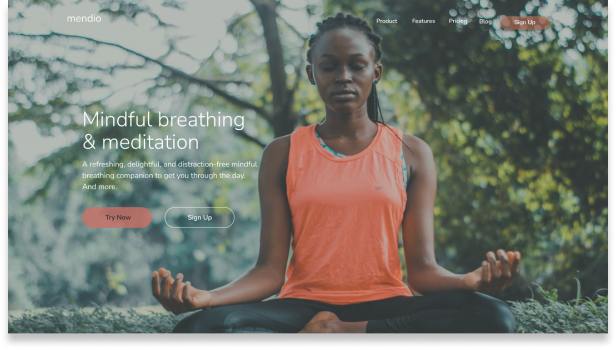 mendio
Product
Features
Pricing
Blog
Sign Up
Mindful breathing
& meditation
A refreshing, delightful, and distraction-free mindful
breathing companion to get you through the day.
And more.
Try Now
Sign Up